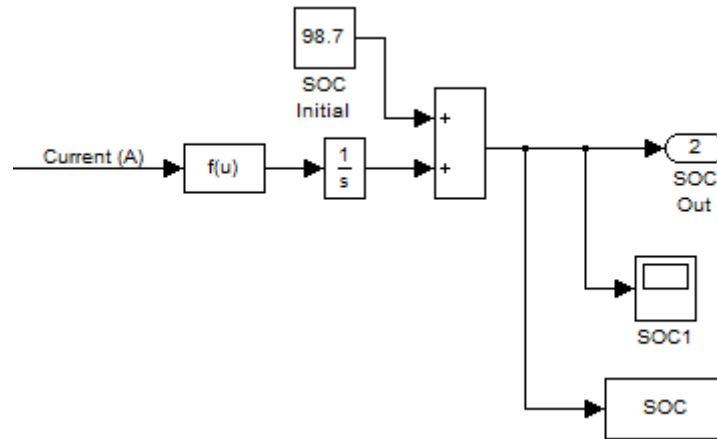 98.7
SOC
Initial
Current (A)
f(u)
1
s
+
+
2
SOC
Out
SOC1
SOC